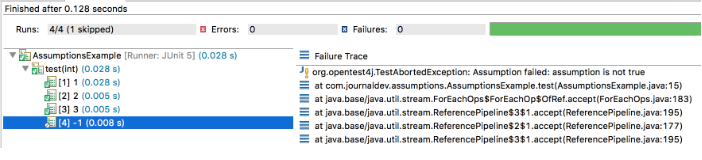 Finished after 0.128 seconds
Runs: 4/4 (1 skipped) Errors: 0 Failures: 0
AssumptionsExample [Runner: JUnit 5] (0.028 s)
test(int) (0.028 s)
[1] 1 (0.028 s)
[2] 2 (0.005 s)
[3] 3 (0.005 s)
[4] -1 (0.008 s)
Failure Trace
org.opentest4j.TestAbortedException: Assumption failed: assumption is not true
at com.journaldev.assumptions.AssumptionsExample.test(AssumptionsExample.java:15)
at java.base/java.util.stream.ForEachOps$ForEachOp$OfRef.accept(ForEachOps.java:183)
at java.base/java.util.stream.ReferencePipeline$3$1.accept(ReferencePipeline.java:195)
at java.base/java.util.stream.ReferencePipeline$2$1.accept(ReferencePipeline.java:177)
at java.base/java.util.stream.ReferencePipeline$3$1.accept(ReferencePipeline.java:195)